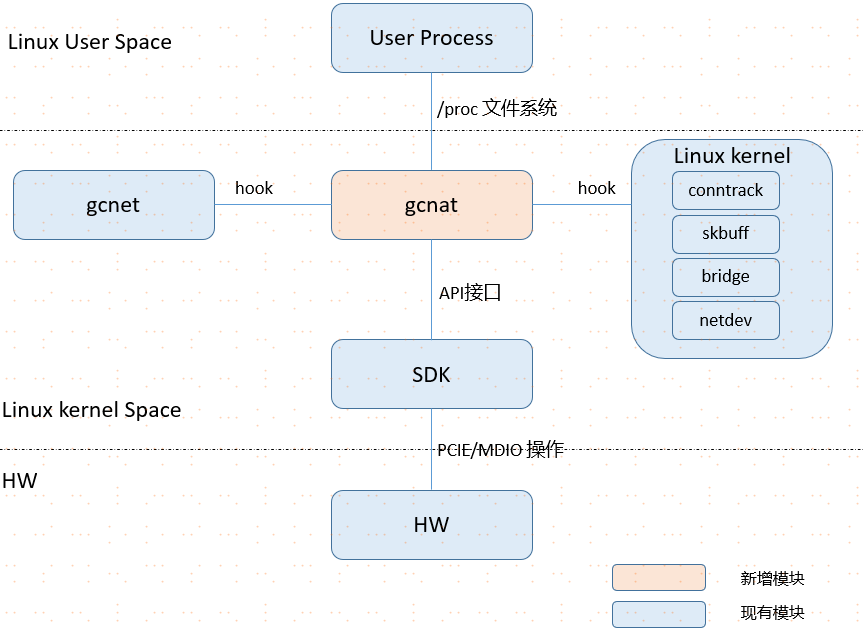 Linux User Space
User Process
/proc 文件系统
gcnet
hook
gcnat
hook
Linux kernel
conntrack
skbuff
bridge
netdev
API接口
SDK
Linux kernel Space
PCIE/MDIO 操作
HW
HW
新增模块
现有模块